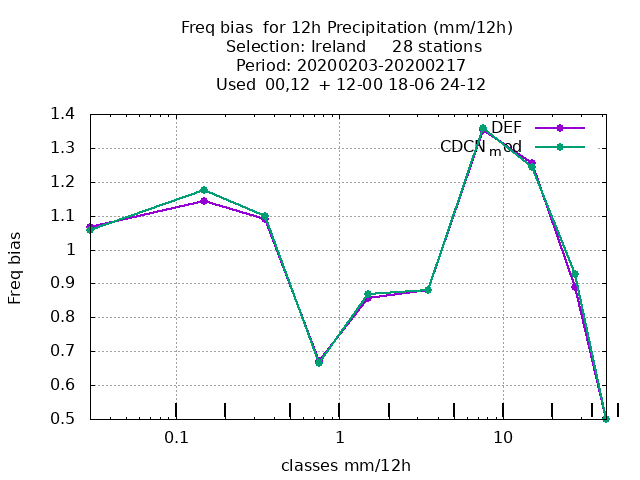 Freq bias  for 12h Precipitation (mm/12h)
Selection: Ireland     28 stations
Period: 20200203-20200217
Used  00,12  + 12-00 18-06 24-12
1.4
1.3
1.2
1.1
1
0.9
0.8
0.7
0.6
0.5
Freq bias
DEF
CDCN mod
0.1
1
10
classes mm/12h